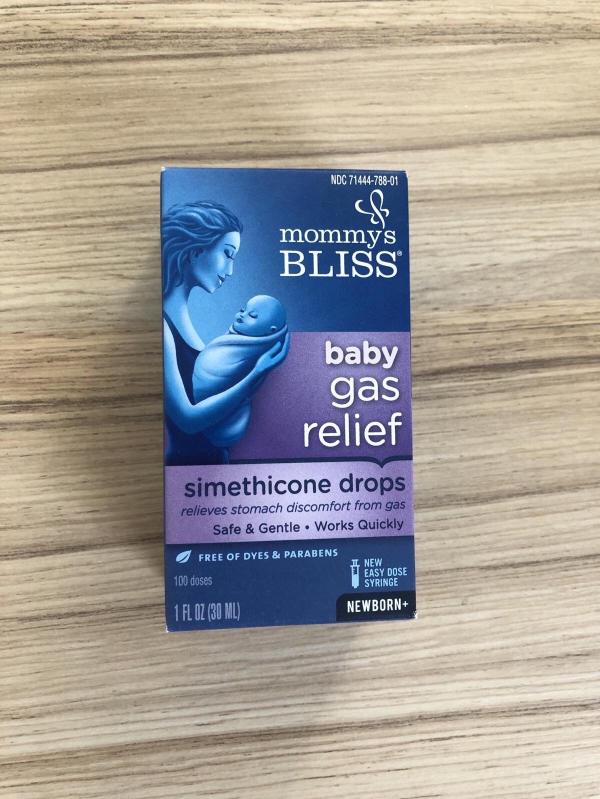 NDC 71444-788-01
mommy's
BLISS®
baby
gas
relief
simethicone drops
relieves stomach discomfort from gas
Safe & Gentle • Works Quickly
FREE OF DYES & PARABENS
100 doses
NEW
EASY DOSE
SYRINGE
1 FL OZ (30 ML)
NEWBORN+